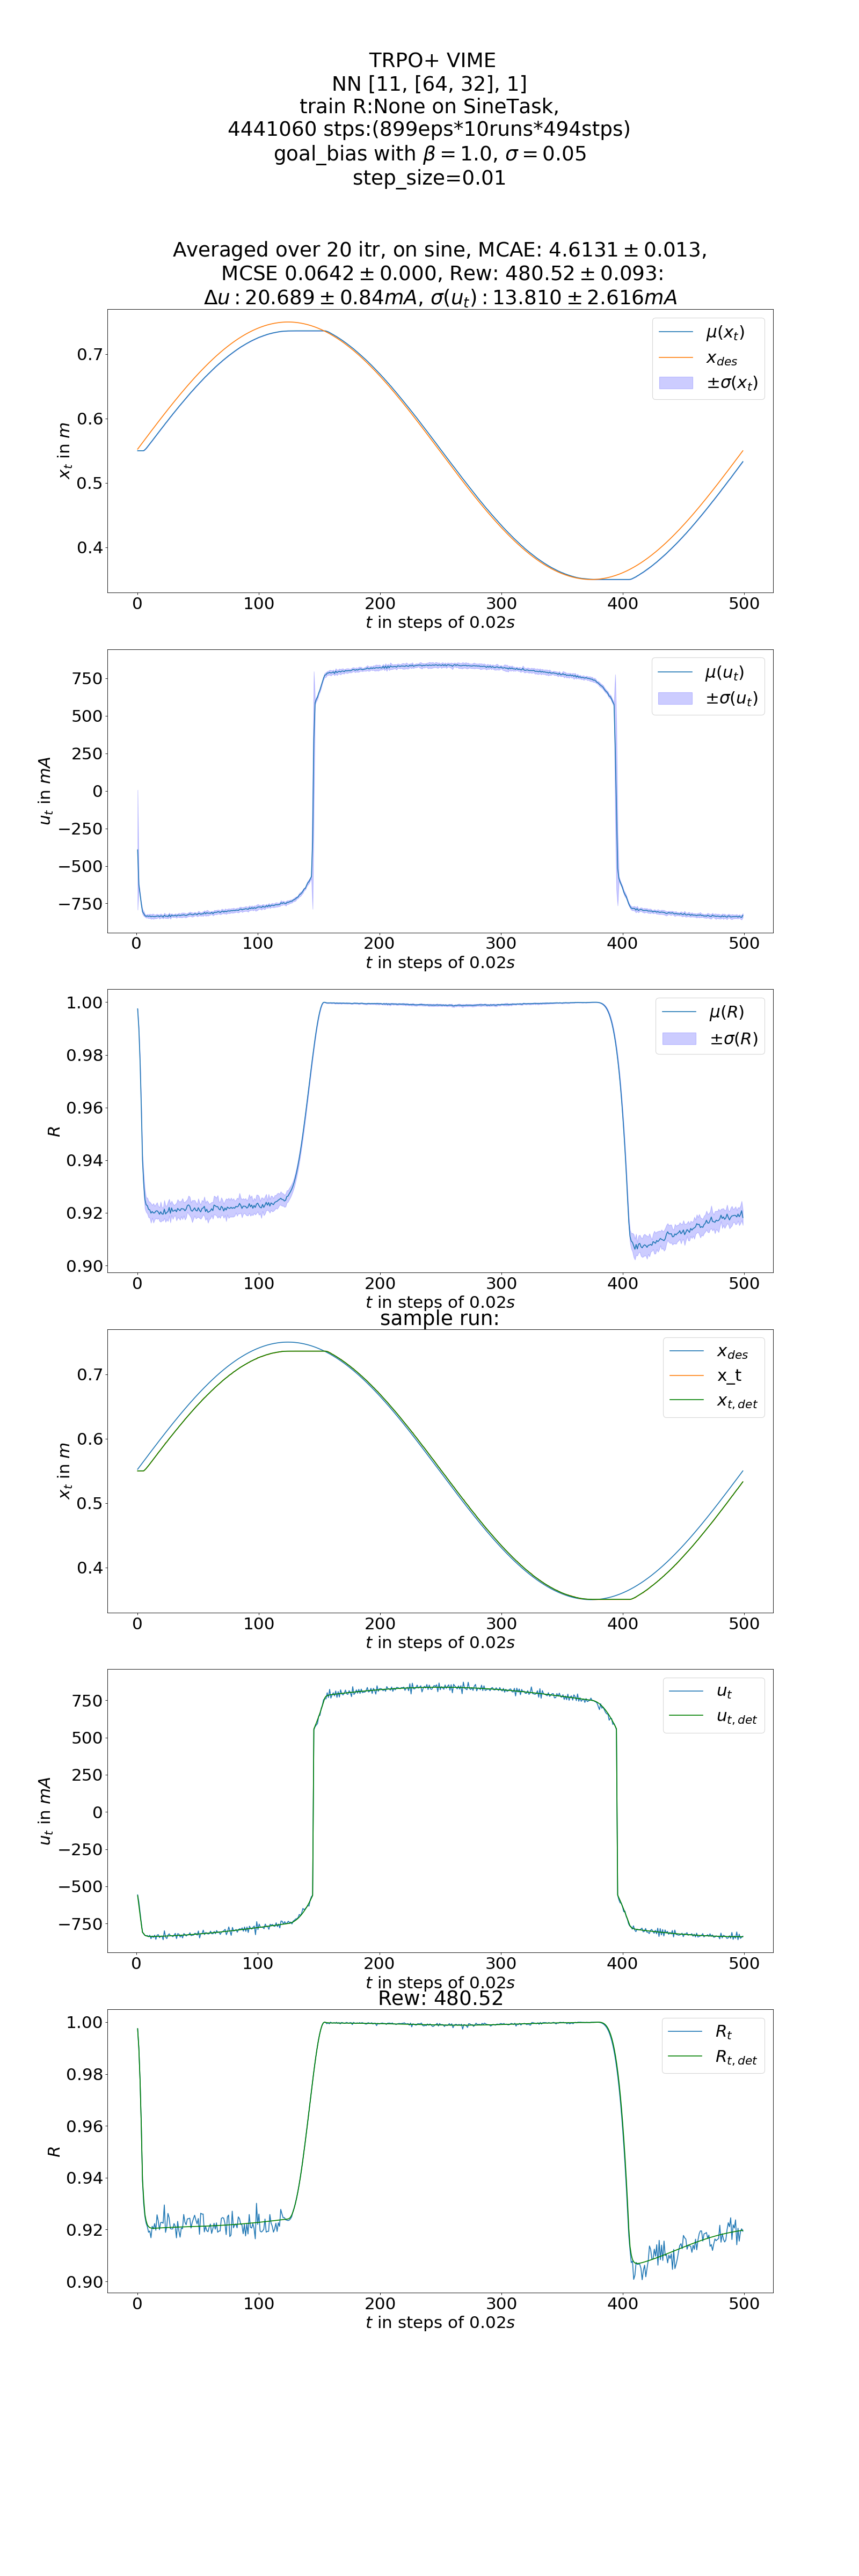 TRPO+ VIME
NN [11, [64, 32], 1]
train R:None on SineTask,
4441060 stps:(899eps*10runs*494stps)
goal_bias with β = 1.0, σ = 0.05
step_size=0.01
Averaged over 20 itr, on sine, MCAE: 4.6131 ± 0.013,
MCSE 0.0642 ± 0.000, Rew: 480.52 ± 0.093:
Δu : 20.689 ± 0.84mA, σ(u_t) : 13.810 ± 2.616mA
x_t in m
0.7
0.6
0.5
0.4
μ(x_t)
x_des
±σ(x_t)
0 100 200 300 400 500
t in steps of 0.02s
u_t in mA
750
500
250
0
−250
−500
−750
μ(u_t)
±σ(u_t)
0 100 200 300 400 500
t in steps of 0.02s
R
1.00
0.98
0.96
0.94
0.92
0.90
μ(R)
±σ(R)
0 100 200 300 400 500
t in steps of 0.02s
sample run:
x_t in m
0.7
0.6
0.5
0.4
x_des
x_t
x_t,det
0 100 200 300 400 500
t in steps of 0.02s
u_t in mA
750
500
250
0
−250
−500
−750
u_t
u_t,det
0 100 200 300 400 500
t in steps of 0.02s
Rew: 480.52
R
1.00
0.98
0.96
0.94
0.92
0.90
R_t
R_t,det
0 100 200 300 400 500
t in steps of 0.02s